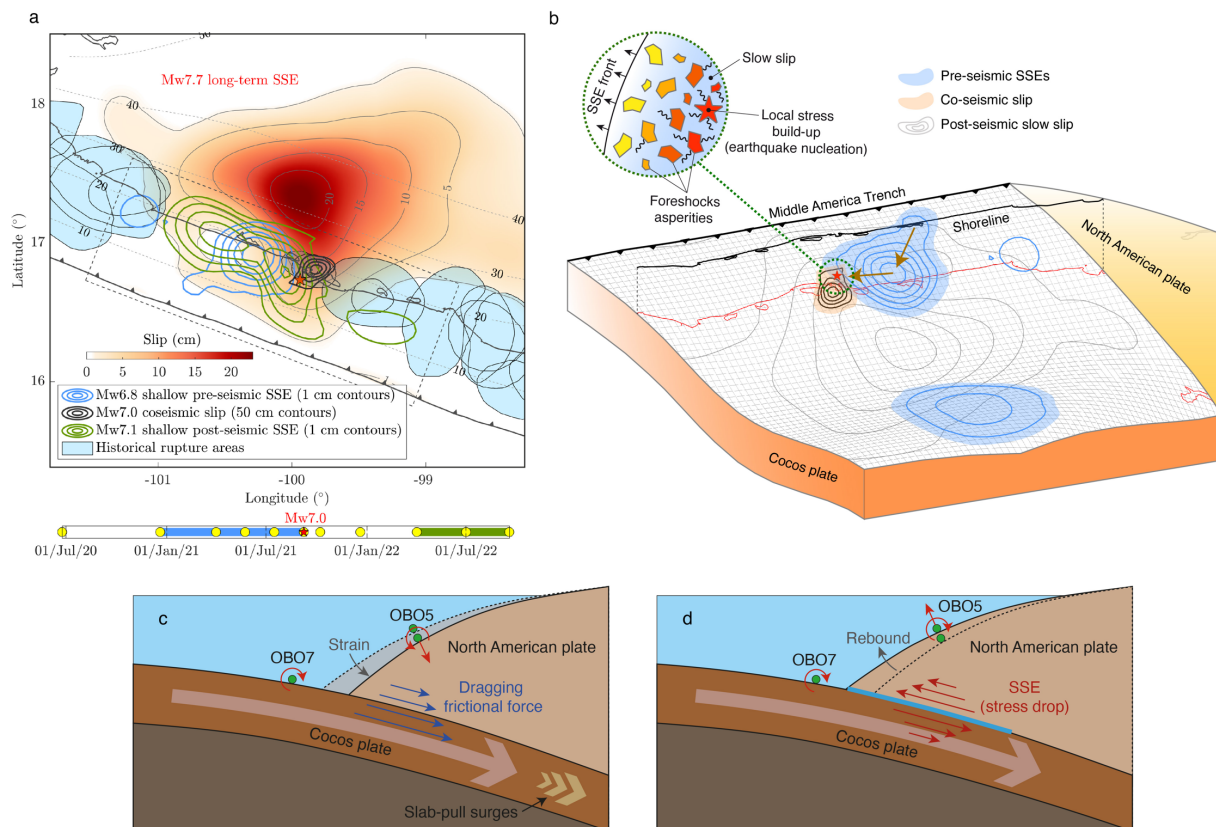 a
Mw7.7 long-term SSE
50
40
30
20
10
20
15
10
5
40
30
20
10
20
10
18
17
16
Latitude (°)
Slip (cm)
0 5 10 15 20
Mw6.8 shallow pre-seismic SSE (1 cm contours)
Mw7.0 coseismic slip (50 cm contours)
Mw7.1 shallow post-seismic SSE (1 cm contours)
Historical rupture areas
-101 -100 -99
Longitude (°)
Mw7.0
01/Jul/20 01/Jan/21 01/Jul/21 01/Jan/22 01/Jul/22
b
SSE front
Slow slip
Local stress
build-up
(earthquake nucleation)
Foreshocks
asperities
Pre-seismic SSEs
Co-seismic slip
Post-seismic slow slip
Middle America Trench
Shoreline
North American plate
Cocos plate
c
OBO5
OBO7
Strain
North American plate
Dragging
frictional force
Cocos plate
Slab-pull surges
d
OBO5
OBO7
Rebound
North American plate
SSE
(stress drop)
Cocos plate